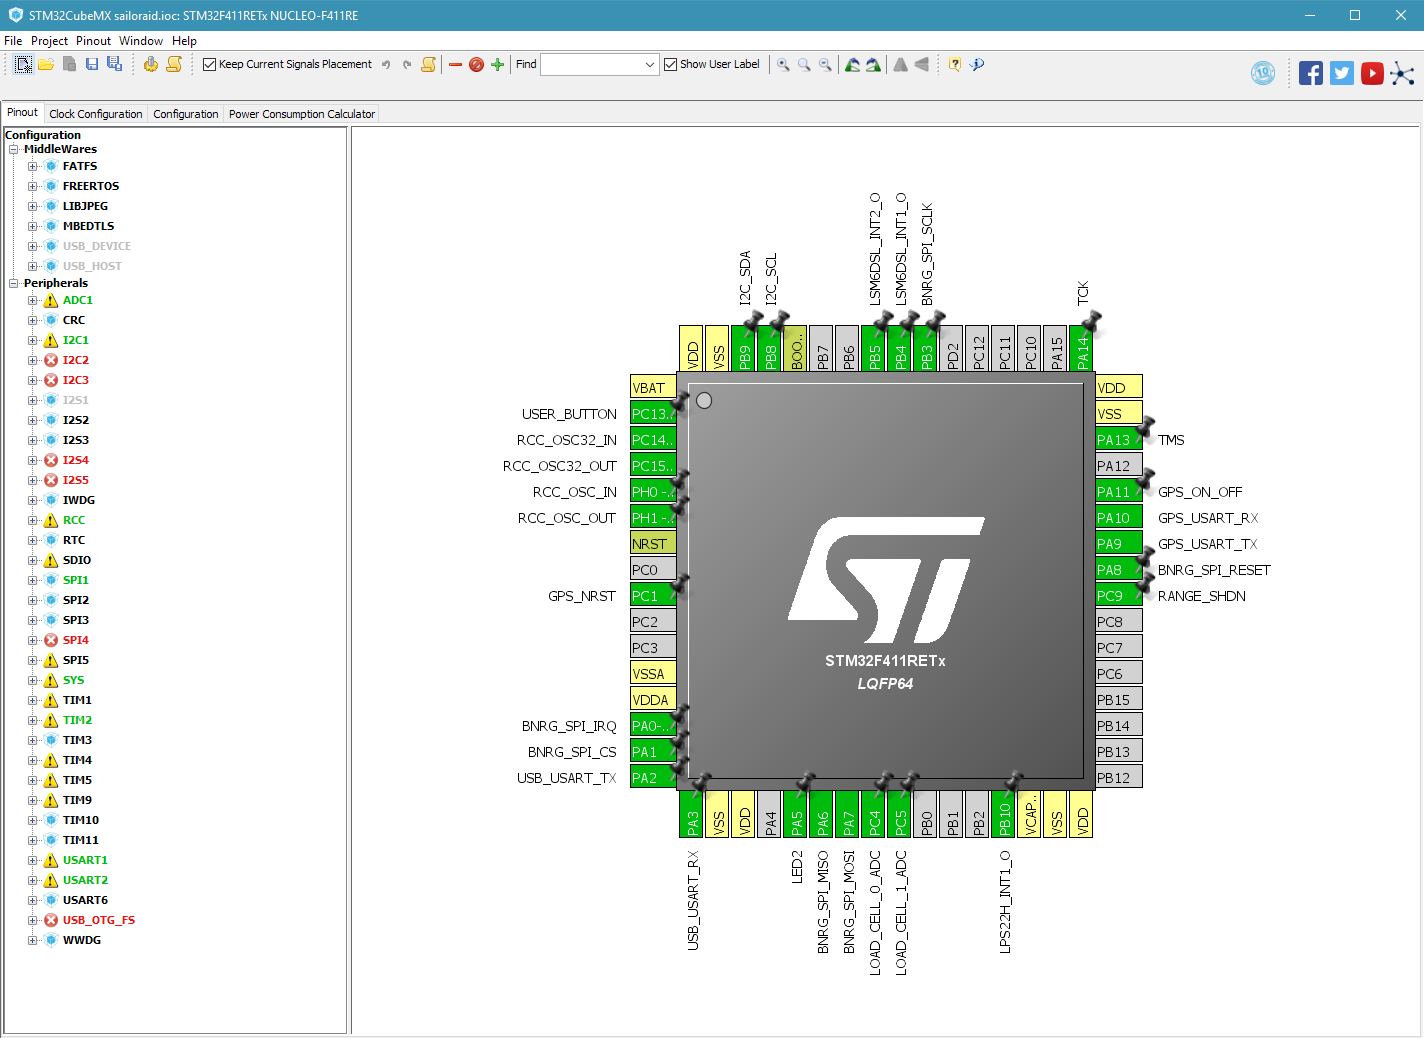 STM32CubeMX sailoraid.ioc: STM32F411RETx NUCLEO-F411RE
File Project Pinout Window Help
Keep Current Signals Placement Find Show User Label
Pinout Clock Configuration Configuration Power Consumption Calculator
Configuration
MiddleWares
FATFS
FREERTOS
LIBJPEG
MBEDTLS
USB_DEVICE
USB_HOST
Peripherals
ADC1
CRC
I2C1
I2C2
I2C3
I2S1
I2S2
I2S3
I2S4
I2S5
IWDG
RCC
RTC
SDIO
SPI1
SPI2
SPI3
SPI4
SPI5
SYS
TIM1
TIM2
TIM3
TIM4
TIM5
TIM9
TIM10
TIM11
USART1
USART2
USART6
USB_OTG_FS
WWDG
I2C_SDA
I2C_SCL
LSM6DSL_INT2_O
LSM6DSL_INT1_O
BNRG_SPI_SCLK
TCK
VDD
VSS
PB9
PB8
BOO..
PB7
PB6
PB5
PB4
PB3
PD2
PC12
PC11
PC10
PA15
PA14
VBAT
USER_BUTTON PC13..
RCC_OSC32_IN PC14..
RCC_OSC32_OUT PC15..
RCC_OSC_IN PH0 -..
RCC_OSC_OUT PH1 -..
NRST
PC0
GPS_NRST PC1
PC2
PC3
VSSA
VDDA
BNRG_SPI_IRQ PA0-..
BNRG_SPI_CS PA1
USB_USART_TX PA2
STM32F411RETx
LQFP64
VDD
VSS
PA13 TMS
PA12
PA11 GPS_ON_OFF
PA10 GPS_USART_RX
PA9 GPS_USART_TX
PA8 BNRG_SPI_RESET
PC9 RANGE_SHDN
PC8
PC7
PC6
PB15
PB14
PB13
PB12
PA3
VSS
VDD
PA4
PA5
PA6
PA7
PC4
PC5
PB0
PB1
PB2
PB10
VCAP..
VSS
VDD
USB_USART_RX
LED2
BNRG_SPI_MISO
BNRG_SPI_MOSI
LOAD_CELL_0_ADC
LOAD_CELL_1_ADC
LPS22H_INT1_O